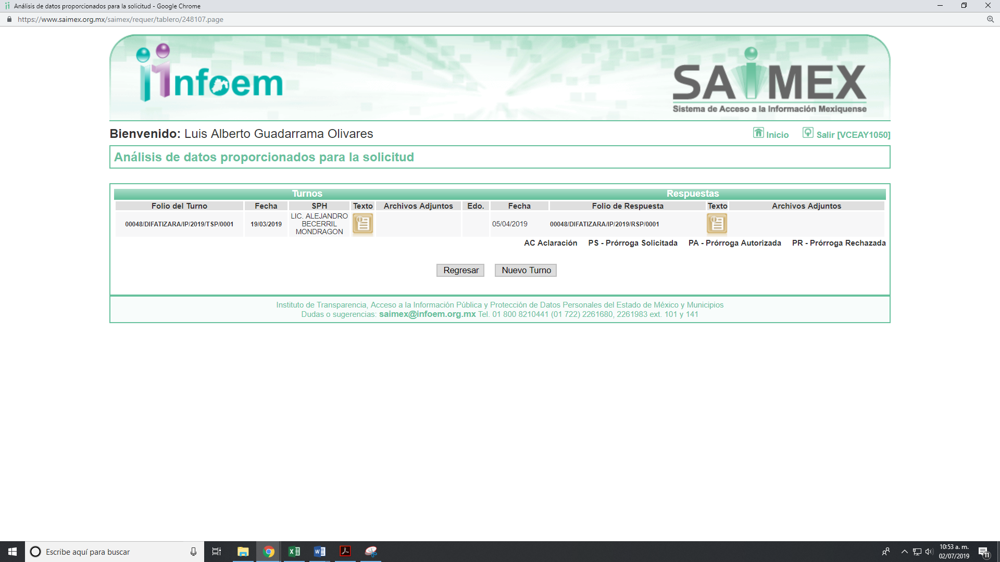 Análisis de datos proporcionados para la solicitud - Google Chrome
https://www.saimex.org.mx/saimex/requer/tablero/248107.page
infoem
SAIMEX
Sistema de Acceso a la Información Mexiquense
Bienvenido: Luis Alberto Guadarrama Olivares
Inicio
Salir [VCEAY1050]
Análisis de datos proporcionados para la solicitud
Turnos Respuestas
Folio del Turno Fecha SPH Texto Archivos Adjuntos Edo. Fecha Folio de Respuesta Texto Archivos Adjuntos
00048/DIFATIZARA/IP/2019/TSP/0001 19/03/2019 LIC. ALEJANDRO BECERRIL MONDRAGON 05/04/2019 00048/DIFATIZARA/IP/2019/RSP/0001
AC Aclaración PS - Prórroga Solicitada PA - Prórroga Autorizada PR - Prórroga Rechazada
Regresar Nuevo Turno
Instituto de Transparencia, Acceso a la Información Pública y Protección de Datos Personales del Estado de México y Municipios
Dudas o sugerencias: saimex@infoem.org.mx Tel. 01 800 8210441 (01 722) 2261680, 2261983 ext. 101 y 141
Escribe aquí para buscar
10:53 a. m.
02/07/2019
11